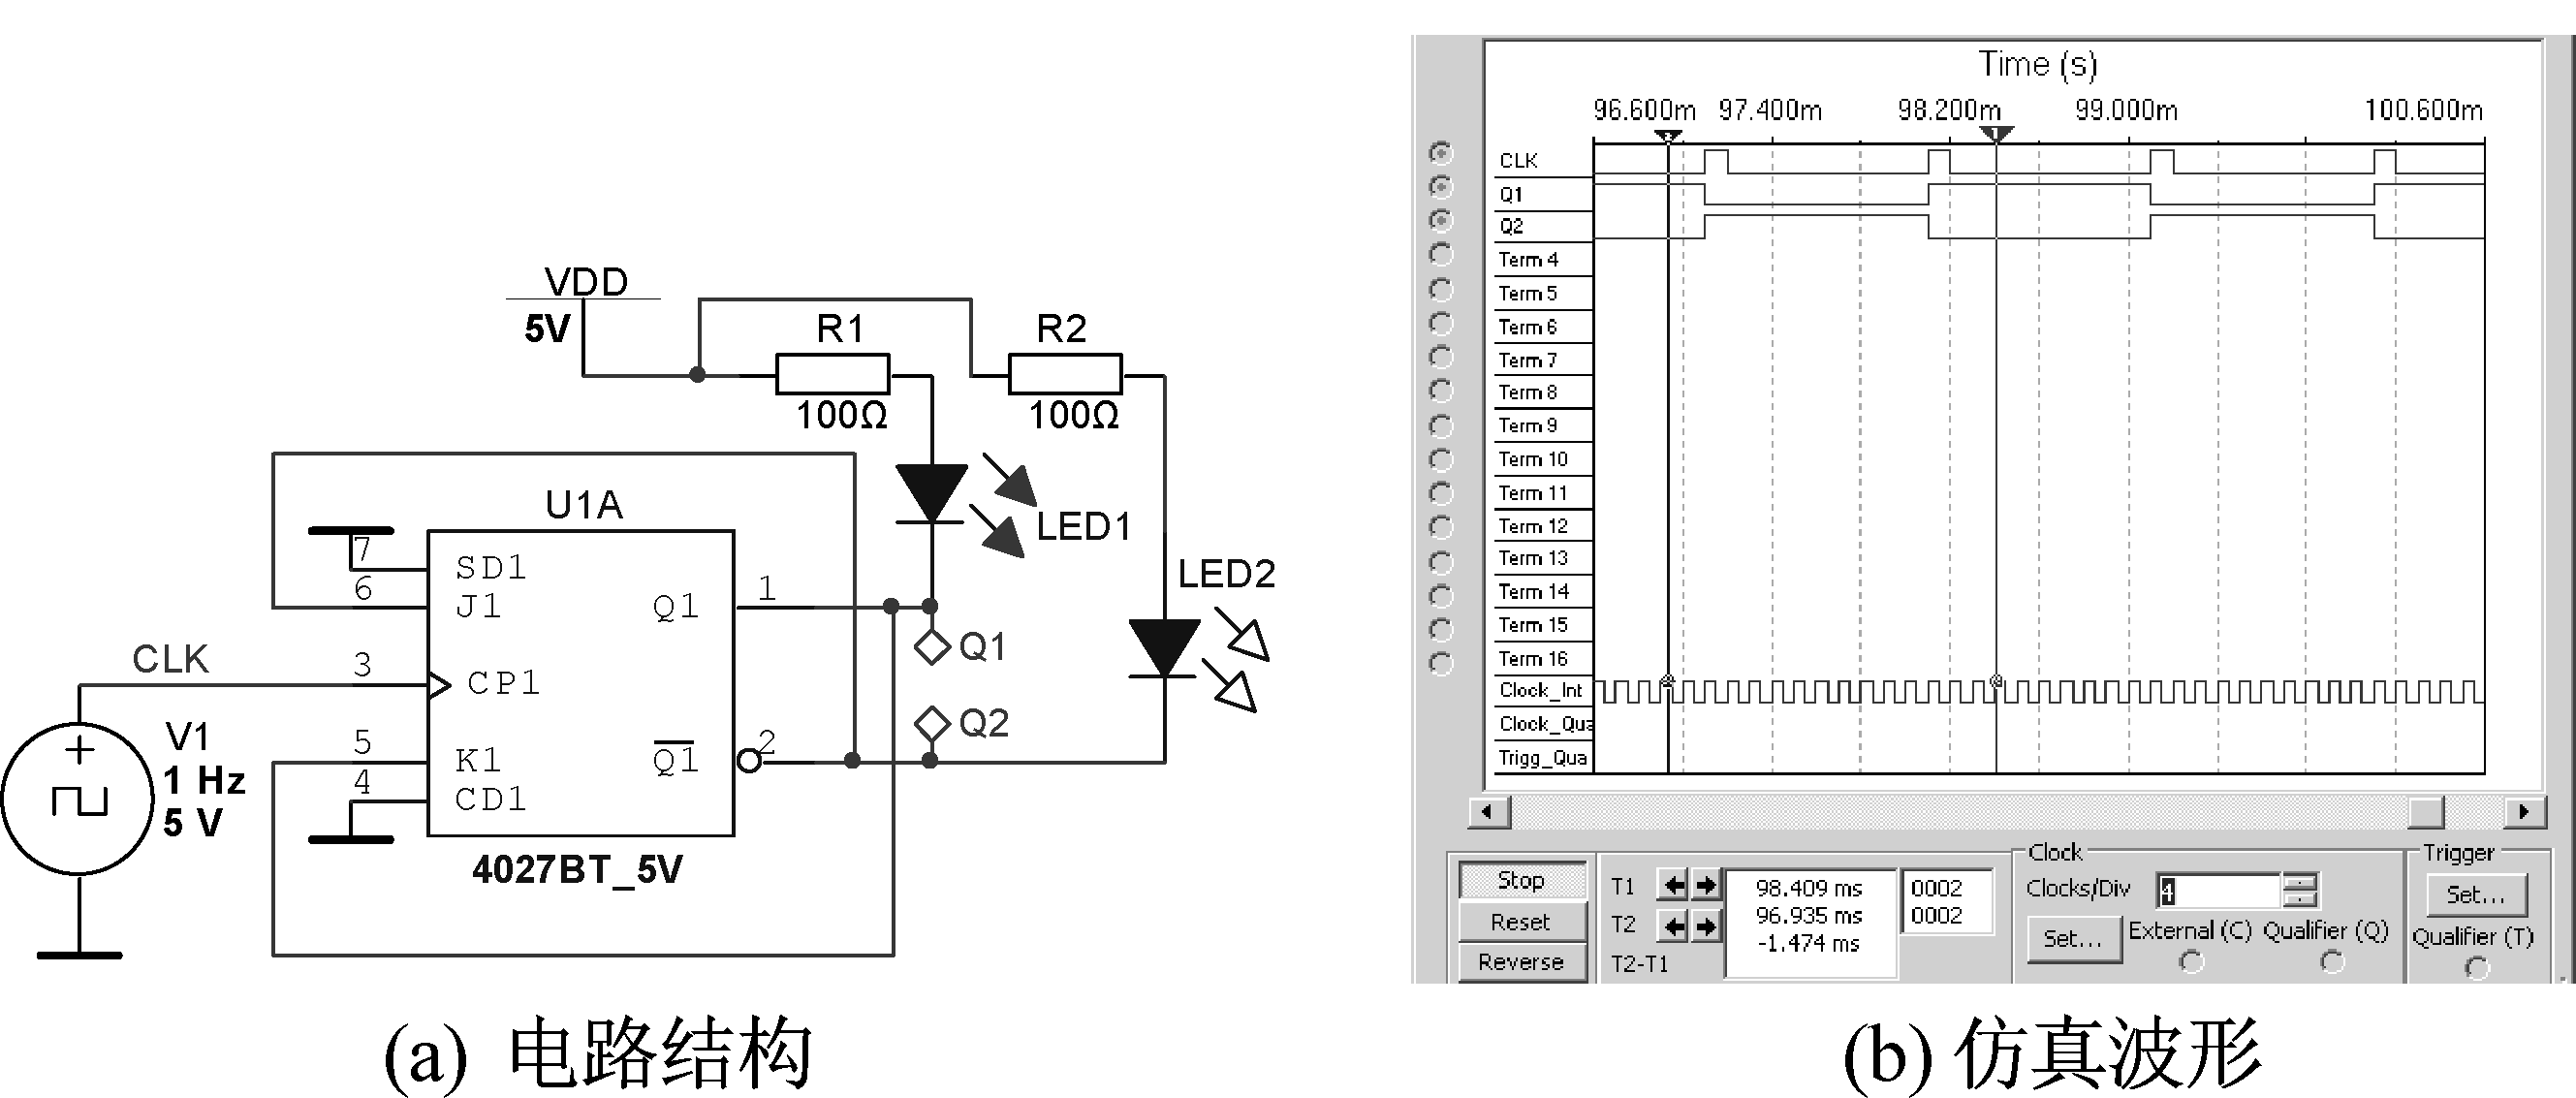 VDD
5V
R1
100Ω
R2
100Ω
LED1
LED2
U1A
7
SD1
6
J1
Q1
1
CLK
3
CP1
Q1
Q2
V1
1 Hz
5 V
5
K1
Q1
2
4
CD1
4027BT_5V
(a) 电路结构
Time (s)
96.600m 97.400m 98.200m 99.000m 100.600m
2
1
CLK
Q1
Q2
Term 4
Term 5
Term 6
Term 7
Term 8
Term 9
Term 10
Term 11
Term 12
Term 13
Term 14
Term 15
Term 16
Clock_Int
Clock_Qua
Trigg_Qua
Stop
Reset
Reverse
T1
T2
T2-T1
98.409 ms
96.935 ms
-1.474 ms
0002
0002
Clock
Clocks/Div 4
Set...
External (C) Qualifier (Q)
Trigger
Set...
Qualifier (T)
(b) 仿真波形